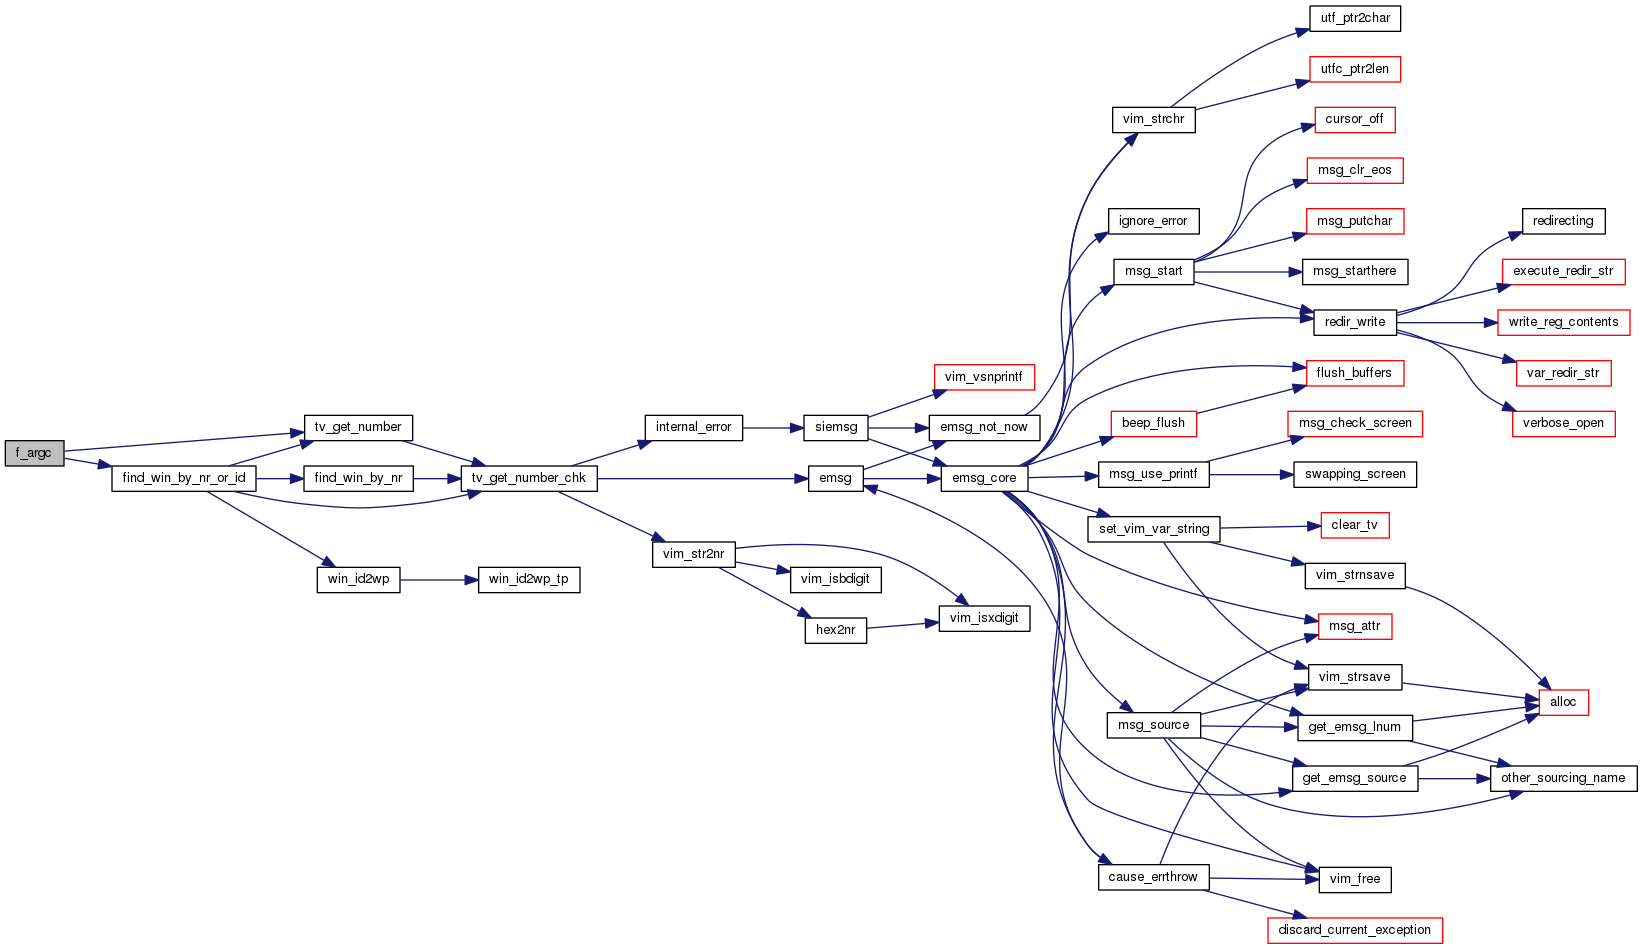 f_argc
find_win_by_nr_or_id
tv_get_number
find_win_by_nr
win_id2wp
tv_get_number_chk
win_id2wp_tp
internal_error
vim_str2nr
siemsg
emsg
vim_isbdigit
hex2nr
vim_vsnprintf
emsg_not_now
emsg_core
vim_isxdigit
vim_strchr
ignore_error
msg_start
beep_flush
msg_use_printf
set_vim_var_string
msg_source
cause_errthrow
utf_ptr2char
utfc_ptr2len
cursor_off
msg_clr_eos
msg_putchar
msg_starthere
redir_write
flush_buffers
msg_check_screen
swapping_screen
clear_tv
vim_strnsave
msg_attr
vim_strsave
get_emsg_lnum
get_emsg_source
vim_free
discard_current_exception
redirecting
execute_redir_str
write_reg_contents
var_redir_str
verbose_open
alloc
other_sourcing_name